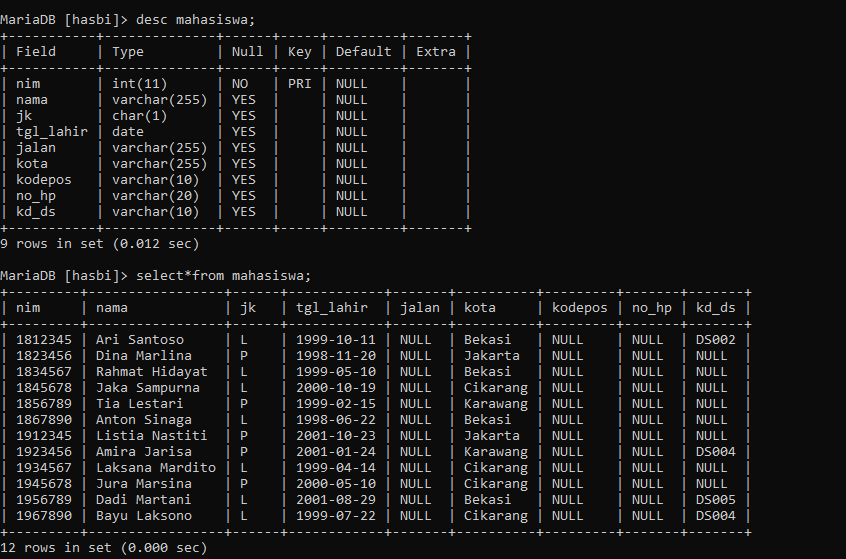 MariaDB [hasbi]> desc mahasiswa;
+-----------+--------------+------+-----+---------+-------+
| Field     | Type         | Null | Key | Default | Extra |
+-----------+--------------+------+-----+---------+-------+
| nim       | int(11)      | NO   | PRI | NULL    |       |
| nama      | varchar(255) | YES  |     | NULL    |       |
| jk        | char(1)      | YES  |     | NULL    |       |
| tgl_lahir | date         | YES  |     | NULL    |       |
| jalan     | varchar(255) | YES  |     | NULL    |       |
| kota      | varchar(255) | YES  |     | NULL    |       |
| kodepos   | varchar(10)  | YES  |     | NULL    |       |
| no_hp     | varchar(20)  | YES  |     | NULL    |       |
| kd_ds     | varchar(10)  | YES  |     | NULL    |       |
+-----------+--------------+------+-----+---------+-------+
9 rows in set (0.012 sec)
MariaDB [hasbi]> select*from mahasiswa;
+---------+-----------------+------+------------+-------+----------+---------+-------+-------+
| nim     | nama            | jk   | tgl_lahir  | jalan | kota     | kodepos | no_hp | kd_ds |
+---------+-----------------+------+------------+-------+----------+---------+-------+-------+
| 1812345 | Ari Santoso     | L    | 1999-10-11 | NULL  | Bekasi   | NULL    | NULL  | DS002 |
| 1823456 | Dina Marlina    | P    | 1998-11-20 | NULL  | Jakarta  | NULL    | NULL  | NULL  |
| 1834567 | Rahmat Hidayat  | L    | 1999-05-10 | NULL  | Bekasi   | NULL    | NULL  | NULL  |
| 1845678 | Jaka Sampurna   | L    | 2000-10-19 | NULL  | Cikarang | NULL    | NULL  | NULL  |
| 1856789 | Tia Lestari     | P    | 1999-02-15 | NULL  | Karawang | NULL    | NULL  | NULL  |
| 1867890 | Anton Sinaga    | L    | 1998-06-22 | NULL  | Bekasi   | NULL    | NULL  | NULL  |
| 1912345 | Listia Nastiti  | P    | 2001-10-23 | NULL  | Jakarta  | NULL    | NULL  | NULL  |
| 1923456 | Amira Jarisa    | P    | 2001-01-24 | NULL  | Karawang | NULL    | NULL  | DS004 |
| 1934567 | Laksana Mardito | L    | 1999-04-14 | NULL  | Cikarang | NULL    | NULL  | NULL  |
| 1945678 | Jura Marsina    | P    | 2000-05-10 | NULL  | Cikarang | NULL    | NULL  | NULL  |
| 1956789 | Dadi Martani    | L    | 2001-08-29 | NULL  | Bekasi   | NULL    | NULL  | DS005 |
| 1967890 | Bayu Laksono    | L    | 1999-07-22 | NULL  | Cikarang | NULL    | NULL  | DS004 |
+---------+-----------------+------+------------+-------+----------+---------+-------+-------+
12 rows in set (0.000 sec)